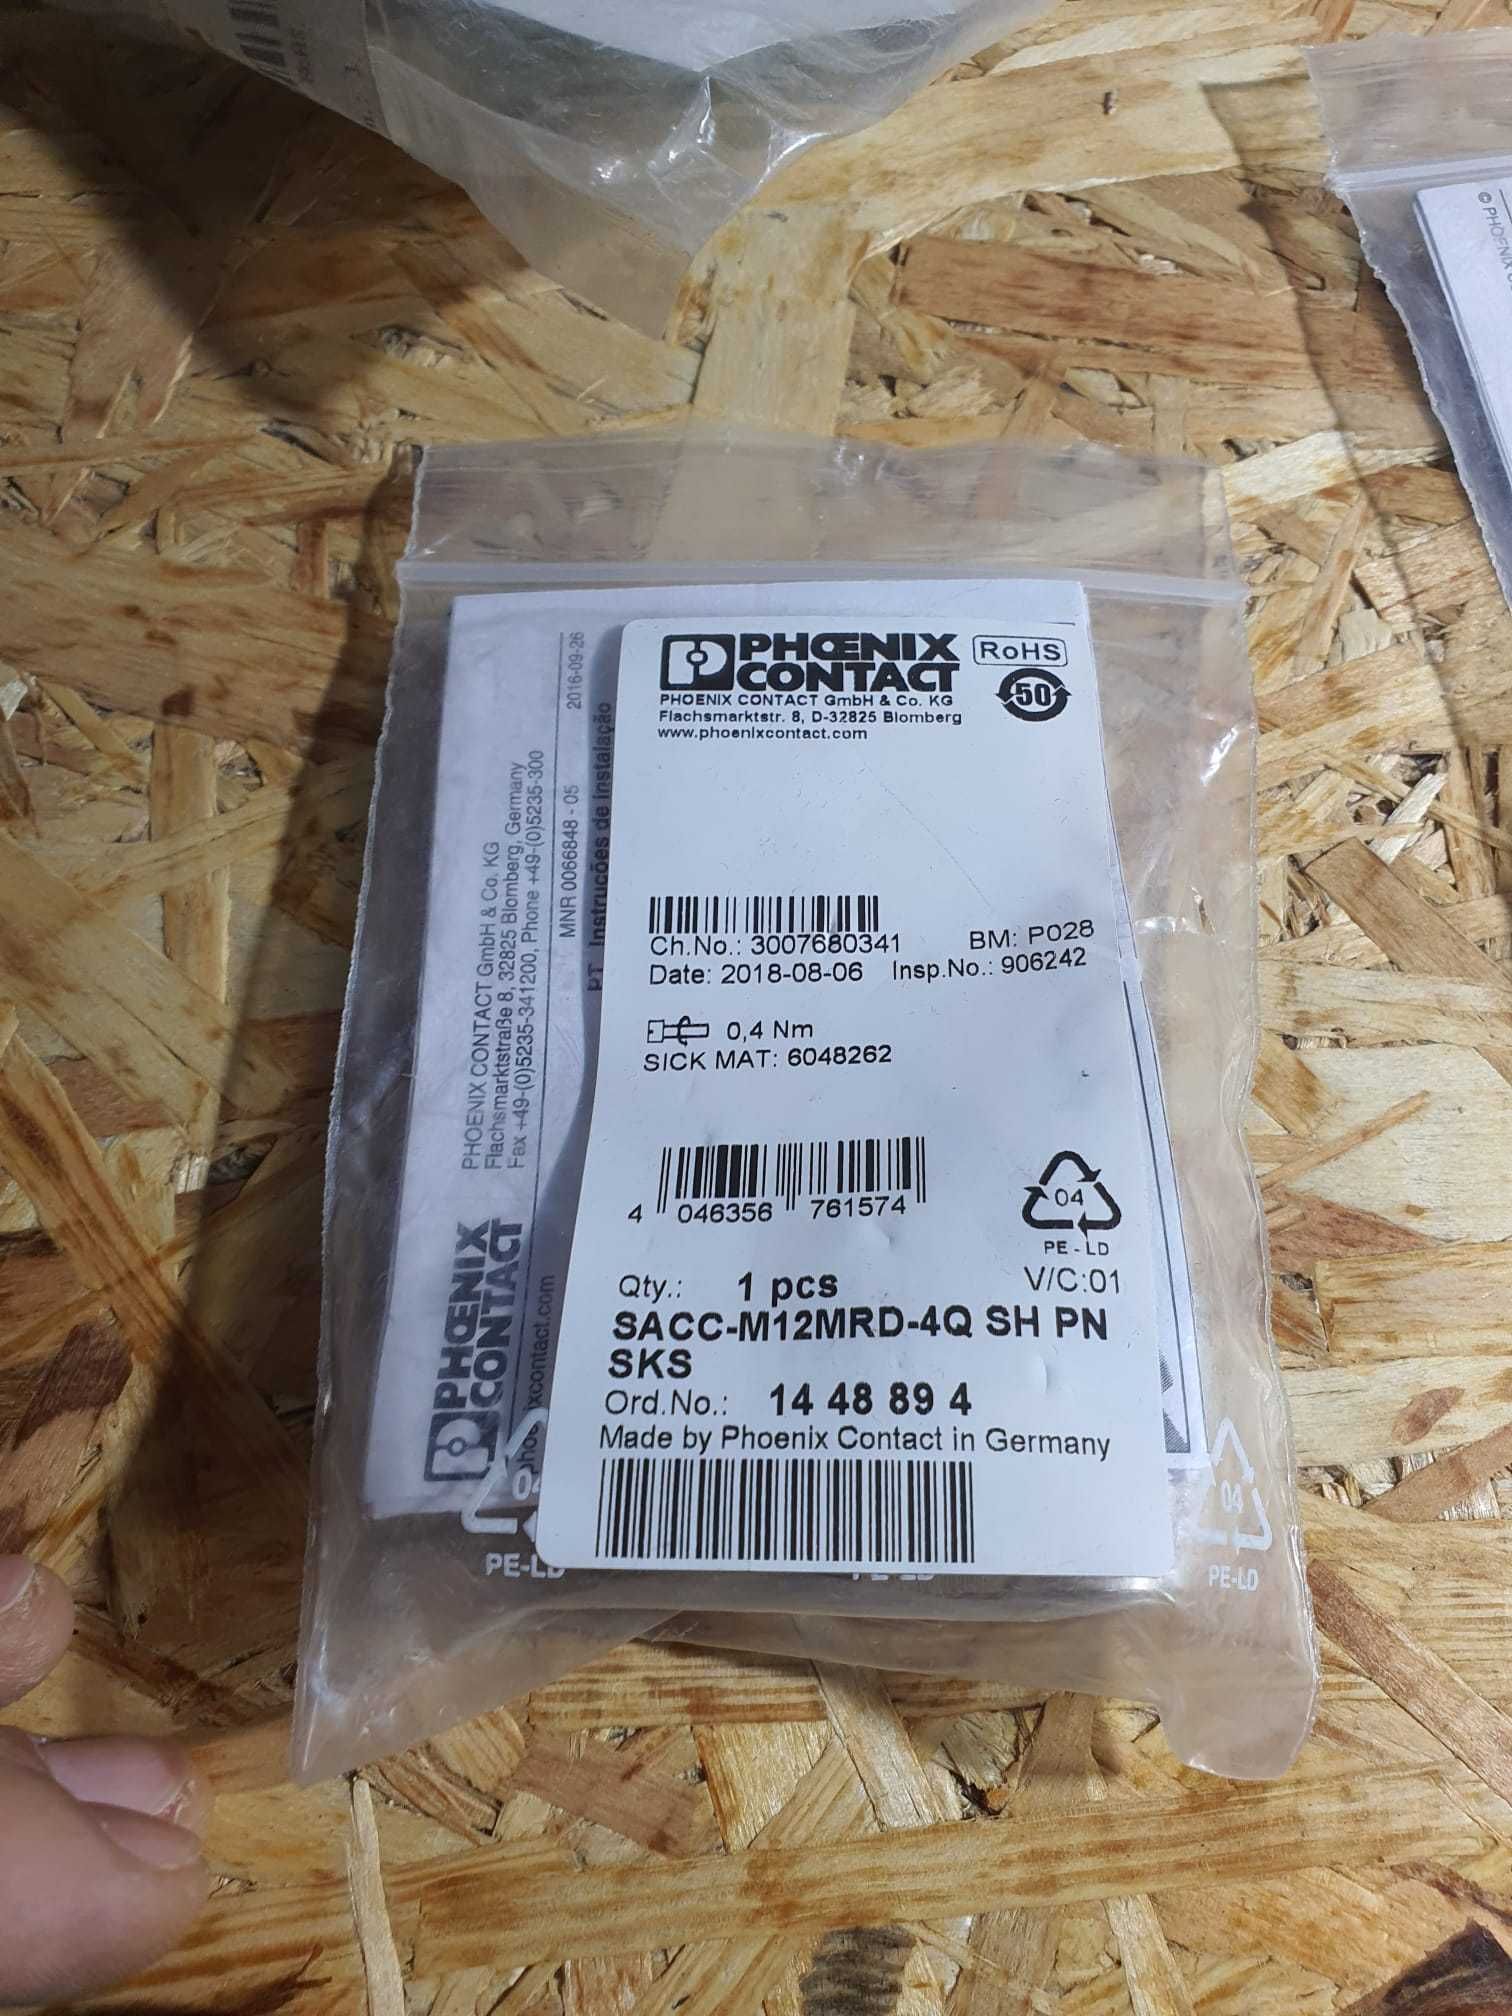 PHŒNIX
CONTACT
RoHS
50
PHOENIX CONTACT GmbH & Co. KG
Flachsmarktstr. 8, D-32825 Blomberg
www.phoenixcontact.com
Ch.No.: 3007680341
BM: P028
Date: 2018-08-06
Insp.No.: 906242
0,4 Nm
SICK MAT: 6048262
4 046356 761574
04
PE-LD
Qty.: 1 pcs
V/C:01
SACC-M12MRD-4Q SH PN
SKS
Ord.No.: 14 48 89 4
Made by Phoenix Contact in Germany
PHŒNIX
CONTACT
PHOENIX CONTACT GmbH & Co. KG
Flachsmarktstraße 8, 32825 Blomberg, Germany
Fax +49-(0)5235-341200, Phone +49-(0)5235-300
MNR 0066848 - 05
2016-09-26
PT Instruções de instalação
04
PE-LD
© PHOENIX